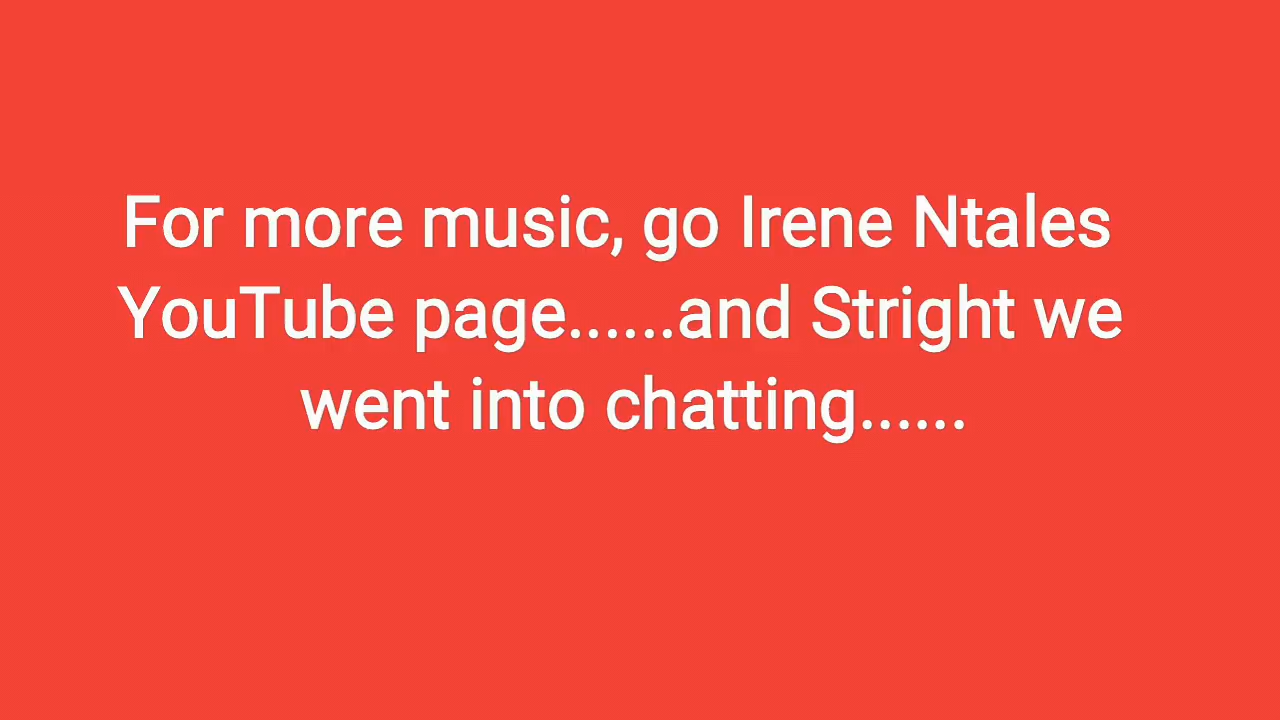 For more music, go Irene Ntales
YouTube page......and Stright we
went into chatting......